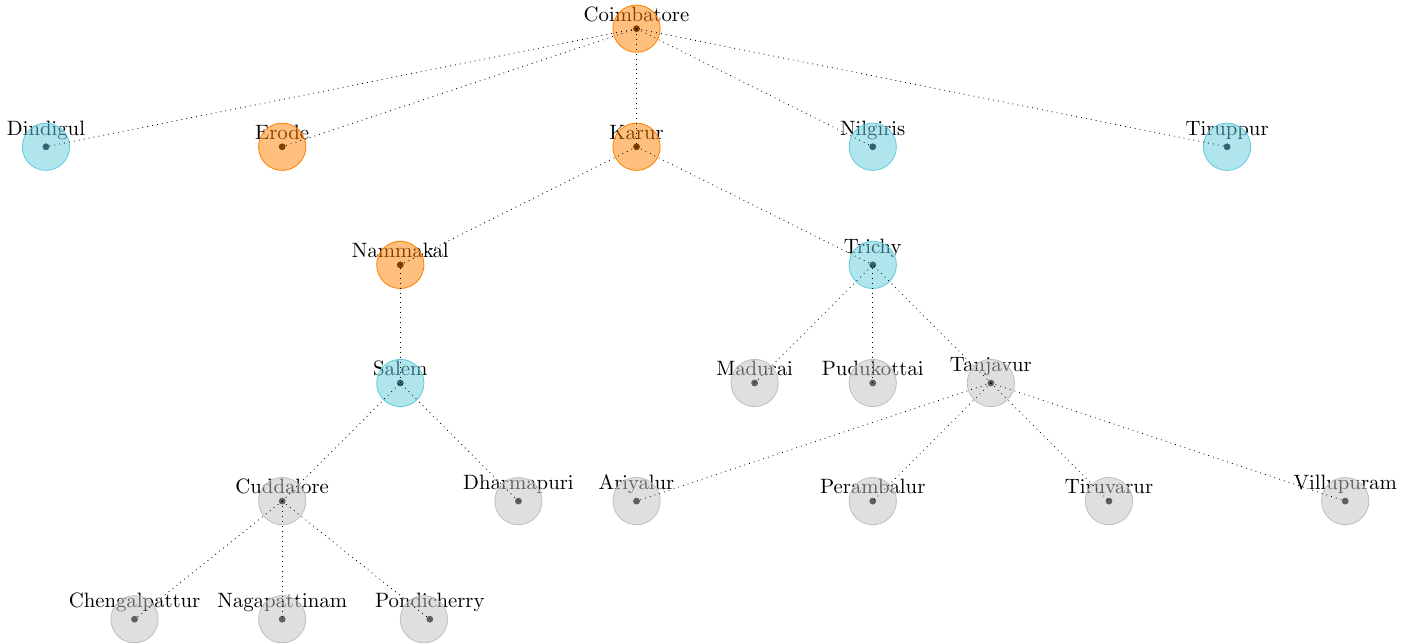 Coimbatore
Dindigul
Erode
Karur
Nilgiris
Tiruppur
Nammakal
Trichy
Salem
Madurai
Pudukottai
Tanjavur
Cuddalore
Dharmapuri
Ariyalur
Perambalur
Tiruvarur
Villupuram
Chengalpattur
Nagapattinam
Pondicherry